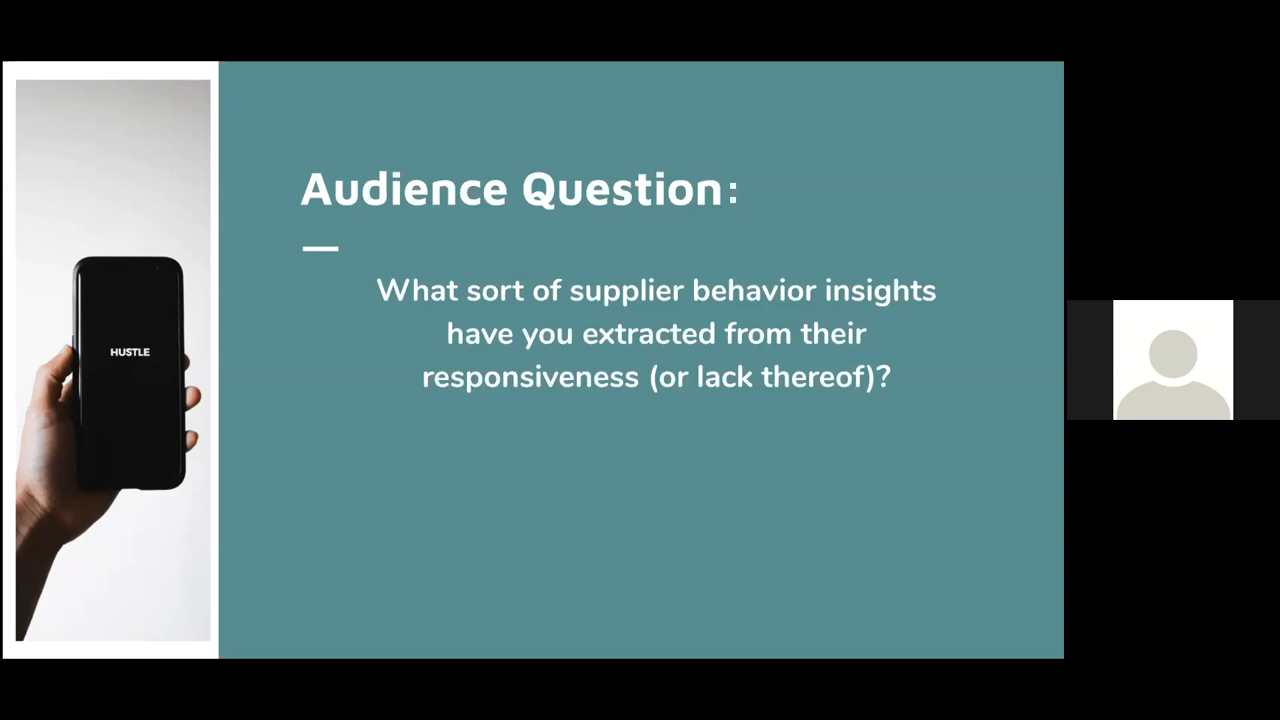 Audience Question:
What sort of supplier behavior insights
have you extracted from their
responsiveness (or lack thereof)?
HUSTLE